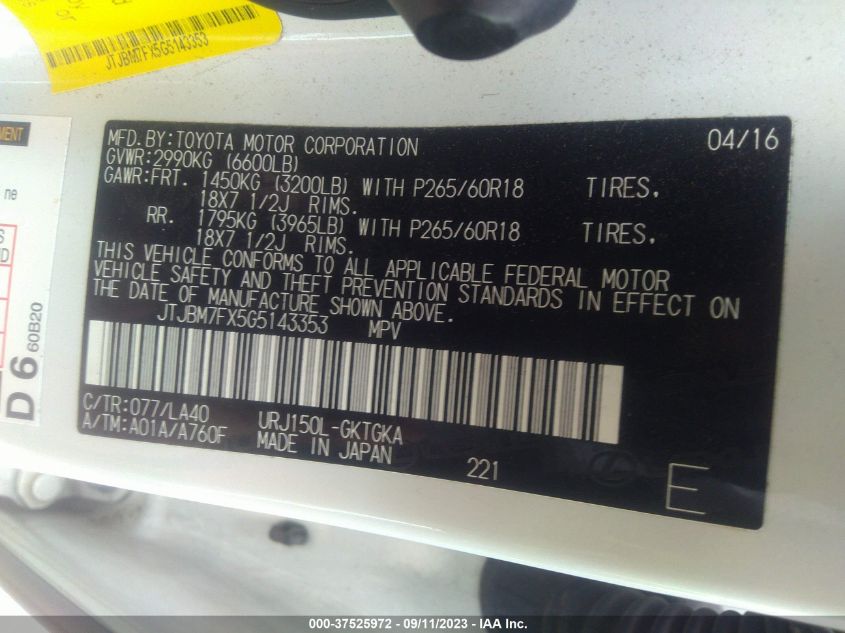 JTJBM7FX5G5143353
MFD.BY:TOYOTA MOTOR CORPORATION 04/16
GVWR:2990KG (6600LB)
GAWR:FRT. 1450KG (3200LB) WITH P265/60R18 TIRES.
18X7 1/2J RIMS.
RR. 1795KG (3965LB) WITH P265/60R18 TIRES.
18X7 1/2J RIMS.
THIS VEHICLE CONFORMS TO ALL APPLICABLE FEDERAL MOTOR
VEHICLE SAFETY AND THEFT PREVENTION STANDARDS IN EFFECT ON
THE DATE OF MANUFACTURE SHOWN ABOVE.
JTJBM7FX5G5143353 MPV
C/TR:077/LA40 URJ150L-GKTGKA
A/TM:A01A/A760F MADE IN JAPAN 221
E
ne
D6 60B20
000-37525972 - 09/11/2023 - IAA Inc.